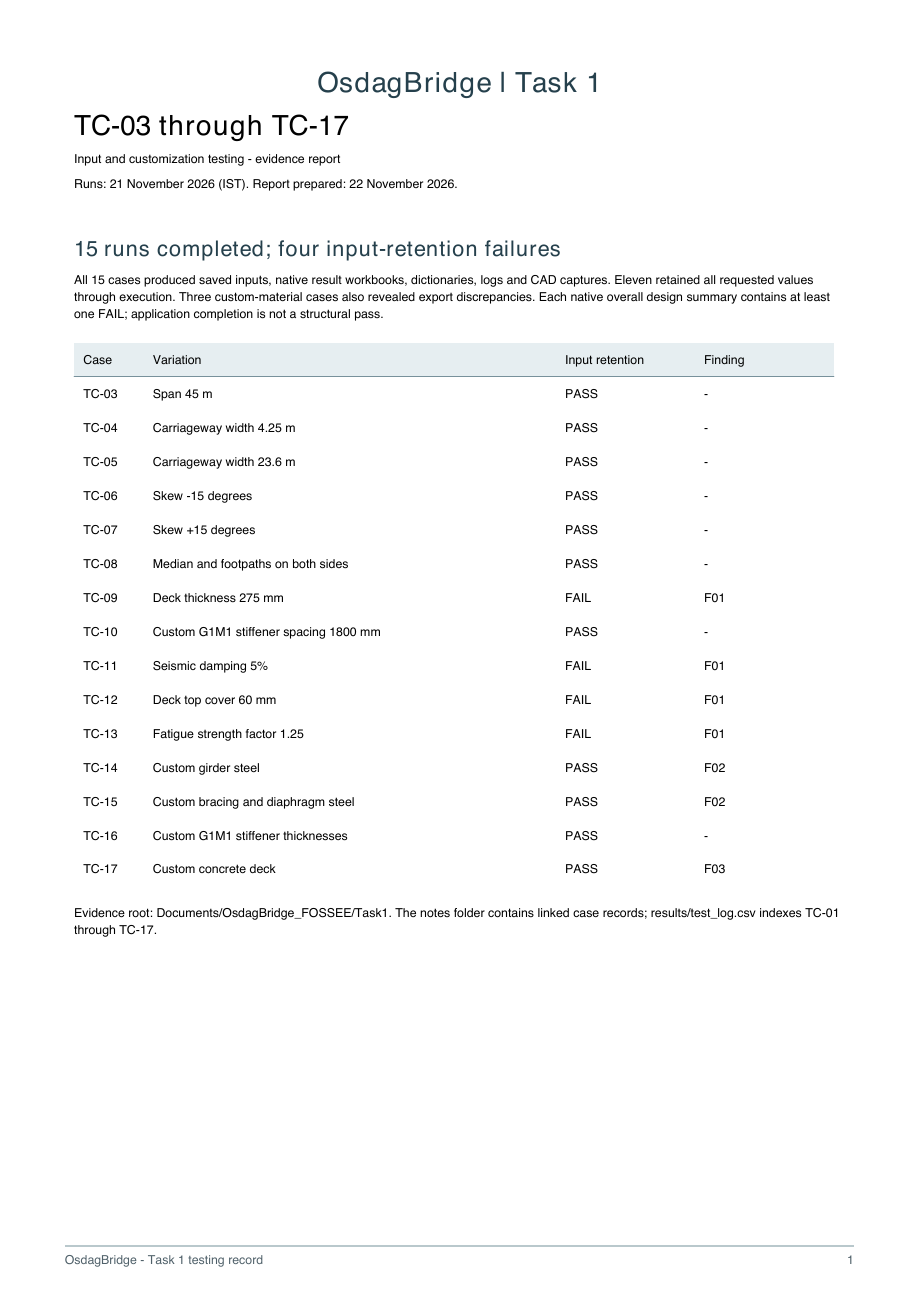 OsdagBridge | Task 1
TC-03 through TC-17
Input and customization testing - evidence report
Runs: 21 November 2026 (IST). Report prepared: 22 November 2026.
15 runs completed; four input-retention failures
All 15 cases produced saved inputs, native result workbooks, dictionaries, logs and CAD captures. Eleven retained all requested values
through execution. Three custom-material cases also revealed export discrepancies. Each native overall design summary contains at least
one FAIL; application completion is not a structural pass.
Case Variation Input retention Finding
TC-03 Span 45 m PASS -
TC-04 Carriageway width 4.25 m PASS -
TC-05 Carriageway width 23.6 m PASS -
TC-06 Skew -15 degrees PASS -
TC-07 Skew +15 degrees PASS -
TC-08 Median and footpaths on both sides PASS -
TC-09 Deck thickness 275 mm FAIL F01
TC-10 Custom G1M1 stiffener spacing 1800 mm PASS -
TC-11 Seismic damping 5% FAIL F01
TC-12 Deck top cover 60 mm FAIL F01
TC-13 Fatigue strength factor 1.25 FAIL F01
TC-14 Custom girder steel PASS F02
TC-15 Custom bracing and diaphragm steel PASS F02
TC-16 Custom G1M1 stiffener thicknesses PASS -
TC-17 Custom concrete deck PASS F03
Evidence root: Documents/OsdagBridge_FOSSEE/Task1. The notes folder contains linked case records; results/test_log.csv indexes TC-01
through TC-17.
OsdagBridge - Task 1 testing record 1